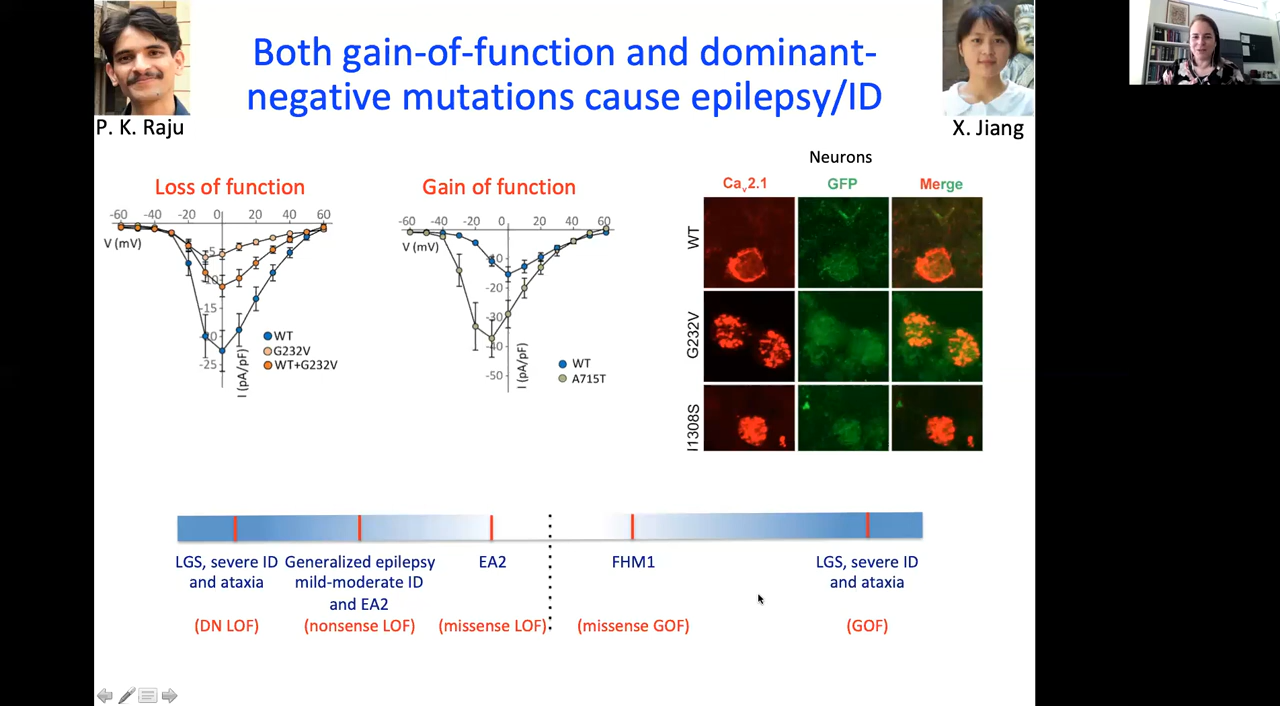 Both gain-of-function and dominant-
negative mutations cause epilepsy/ID
P. K. Raju
X. Jiang
Loss of function
-60 -40 -20 0 20 40 60
V (mV)
-5
-10
-15
-20
-25
I (pA/pF)
WT
G232V
WT+G232V
Gain of function
-60 -40 -20 0 20 40 60
V (mV)
-10
-20
-30
-40
-50
I (pA/pF)
WT
A715T
Neurons
Cav2.1 GFP Merge
WT
G232V
I1308S
LGS, severe ID
and ataxia
(DN LOF)
Generalized epilepsy
mild-moderate ID
and EA2
(nonsense LOF)
EA2
(missense LOF)
FHM1
(missense GOF)
LGS, severe ID
and ataxia
(GOF)